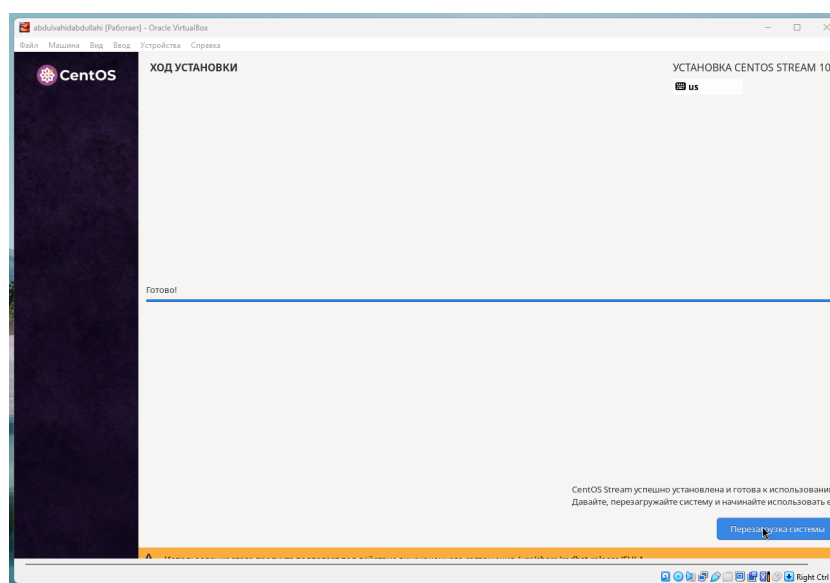 abdulvahidabdullahi [Работает] - Oracle VirtualBox
Файл Машина Вид Ввод Устройства Справка
CentOS
ХОД УСТАНОВКИ
УСТАНОВКА CENTOS STREAM 10
us
Готово!
CentOS Stream успешно установлена и готова к использовани
Давайте, перезагружайте систему и начинайте использовать е
Перезагрузка системы
Right Ctrl